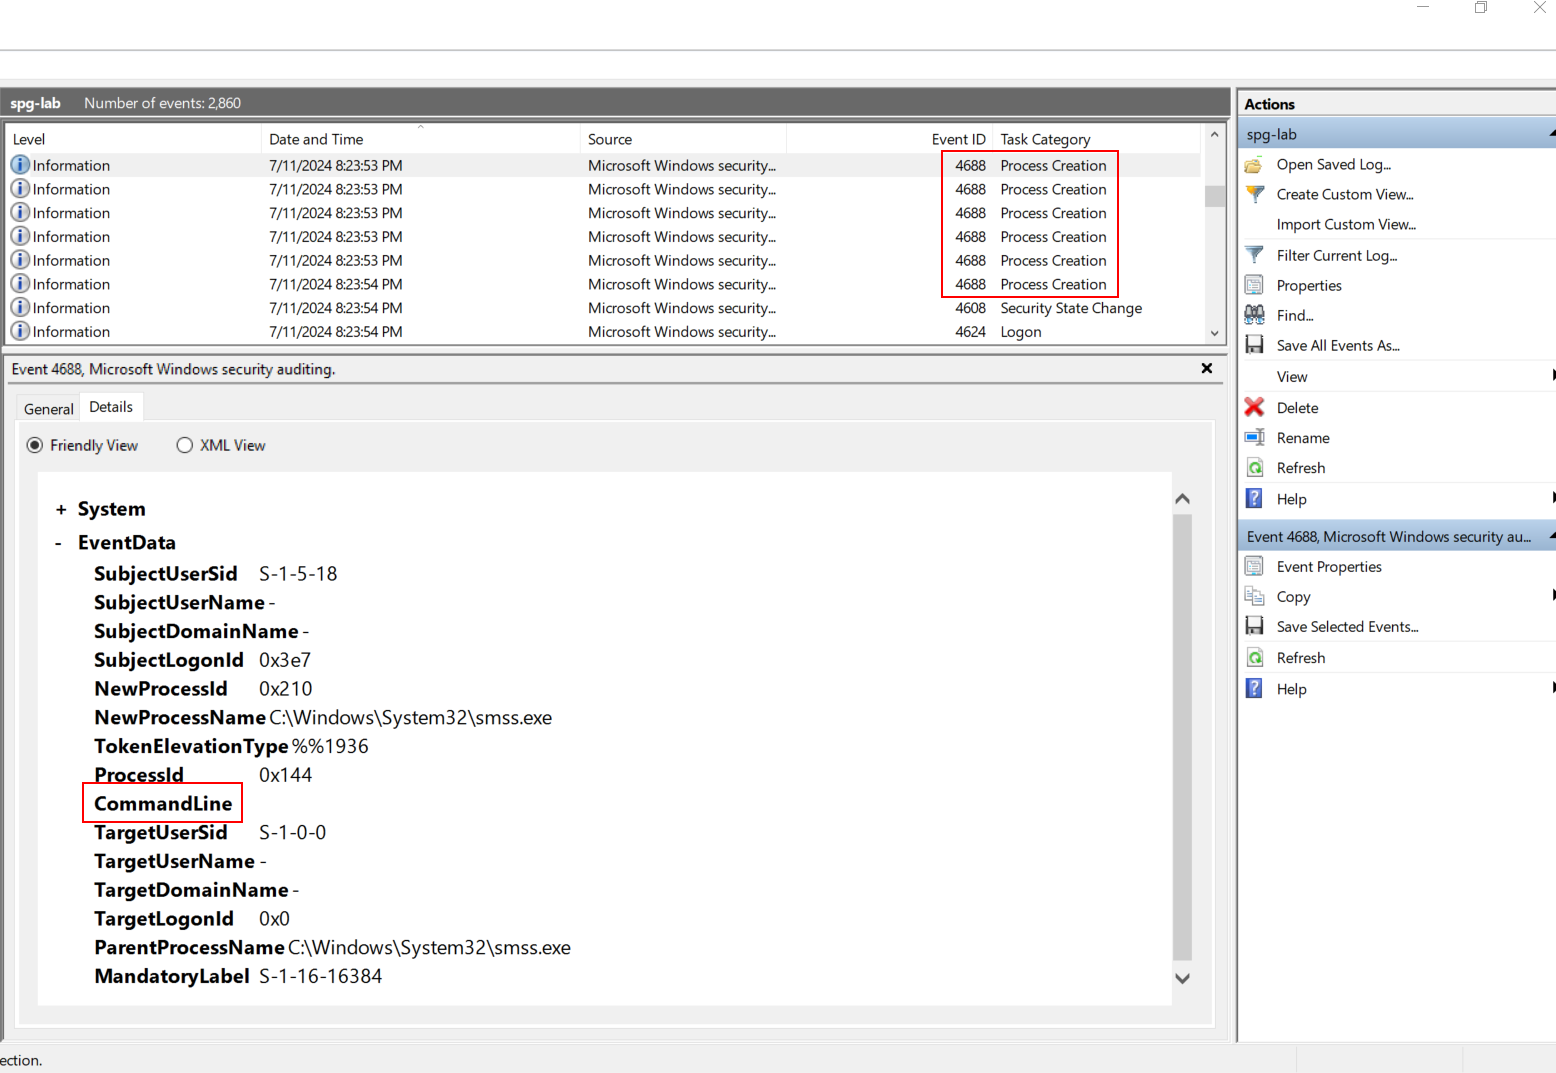 spg-lab Number of events: 2,860
Level Date and Time Source Event ID Task Category
Information 7/11/2024 8:23:53 PM Microsoft Windows security... 4688 Process Creation
Information 7/11/2024 8:23:53 PM Microsoft Windows security... 4688 Process Creation
Information 7/11/2024 8:23:53 PM Microsoft Windows security... 4688 Process Creation
Information 7/11/2024 8:23:53 PM Microsoft Windows security... 4688 Process Creation
Information 7/11/2024 8:23:53 PM Microsoft Windows security... 4688 Process Creation
Information 7/11/2024 8:23:54 PM Microsoft Windows security... 4688 Process Creation
Information 7/11/2024 8:23:54 PM Microsoft Windows security... 4608 Security State Change
Information 7/11/2024 8:23:54 PM Microsoft Windows security... 4624 Logon
Event 4688, Microsoft Windows security auditing.
General Details
Friendly View XML View
+ System
- EventData
SubjectUserSid S-1-5-18
SubjectUserName -
SubjectDomainName -
SubjectLogonId 0x3e7
NewProcessId 0x210
NewProcessName C:\Windows\System32\smss.exe
TokenElevationType %%1936
ProcessId 0x144
CommandLine
TargetUserSid S-1-0-0
TargetUserName -
TargetDomainName -
TargetLogonId 0x0
ParentProcessName C:\Windows\System32\smss.exe
MandatoryLabel S-1-16-16384
ection.
Actions
spg-lab
Open Saved Log...
Create Custom View...
Import Custom View...
Filter Current Log...
Properties
Find...
Save All Events As...
View
Delete
Rename
Refresh
Help
Event 4688, Microsoft Windows security au...
Event Properties
Copy
Save Selected Events...
Refresh
Help